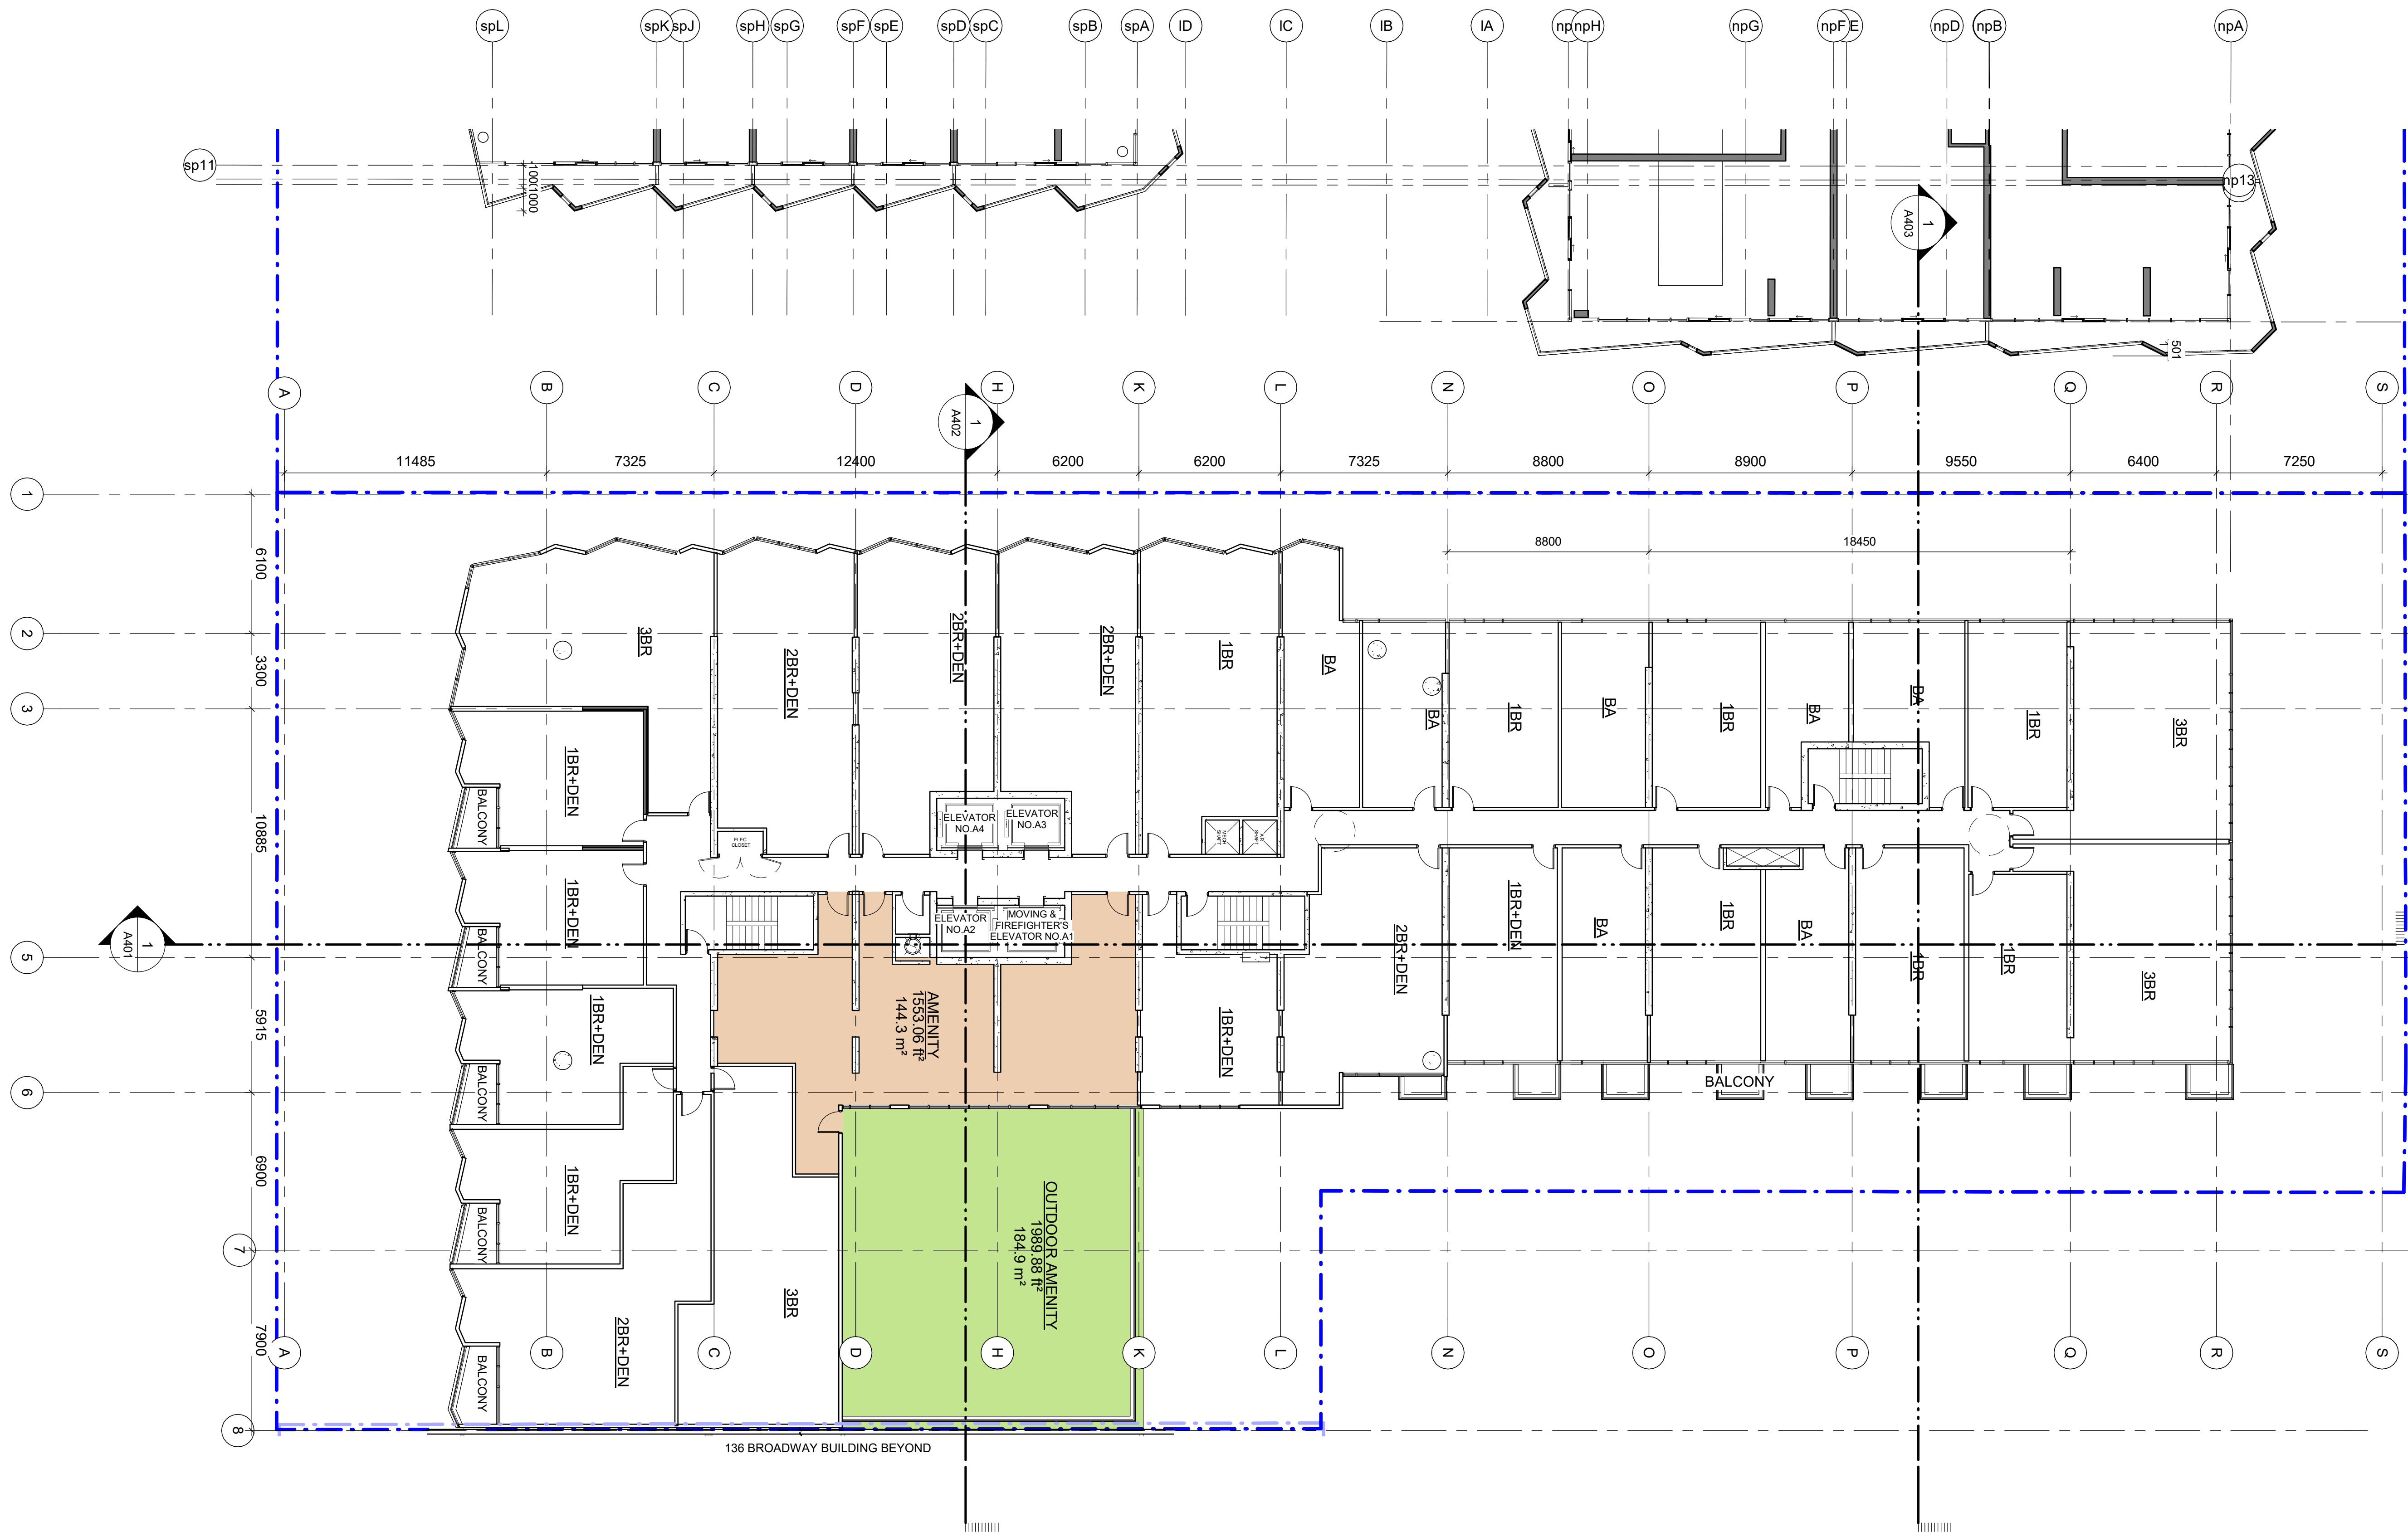 spL
spK
spJ
spH
spG
spF
spE
spD
spC
spB
spA
ID
IC
IB
IA
npH
npG
npF
E
npD
npB
npA
sp11
1001000
np13
1
A403
501
A
B
C
D
H
K
L
N
O
P
Q
R
S
1
A402
11485
7325
12400
6200
6200
7325
8800
8900
9550
6400
7250
8800
18450
1
2
3
5
6
7
8
6100
3300
10885
5915
6900
7900
3BR
2BR+DEN
2BR+DEN
2BR+DEN
1BR
BA
BA
1BR
BA
1BR
BA
BA
1BR
3BR
1BR+DEN
BALCONY
ELEC.
CLOSET
ELEVATOR
NO.A4
ELEVATOR
NO.A3
MECH
SHAFT
AIR
SHAFT
1BR+DEN
BALCONY
ELEVATOR
NO.A2
MOVING &
FIREFIGHTER'S
ELEVATOR NO.A1
1
A401
1BR+DEN
BALCONY
AMENITY
1553.06 ft²
144.3 m²
1BR+DEN
2BR+DEN
1BR+DEN
BA
1BR
BA
1BR
1BR
3BR
BALCONY
1BR+DEN
BALCONY
2BR+DEN
BALCONY
3BR
OUTDOOR AMENITY
1989.88 ft²
184.9 m²
A
B
C
D
H
K
L
N
O
P
Q
R
S
136 BROADWAY BUILDING BEYOND